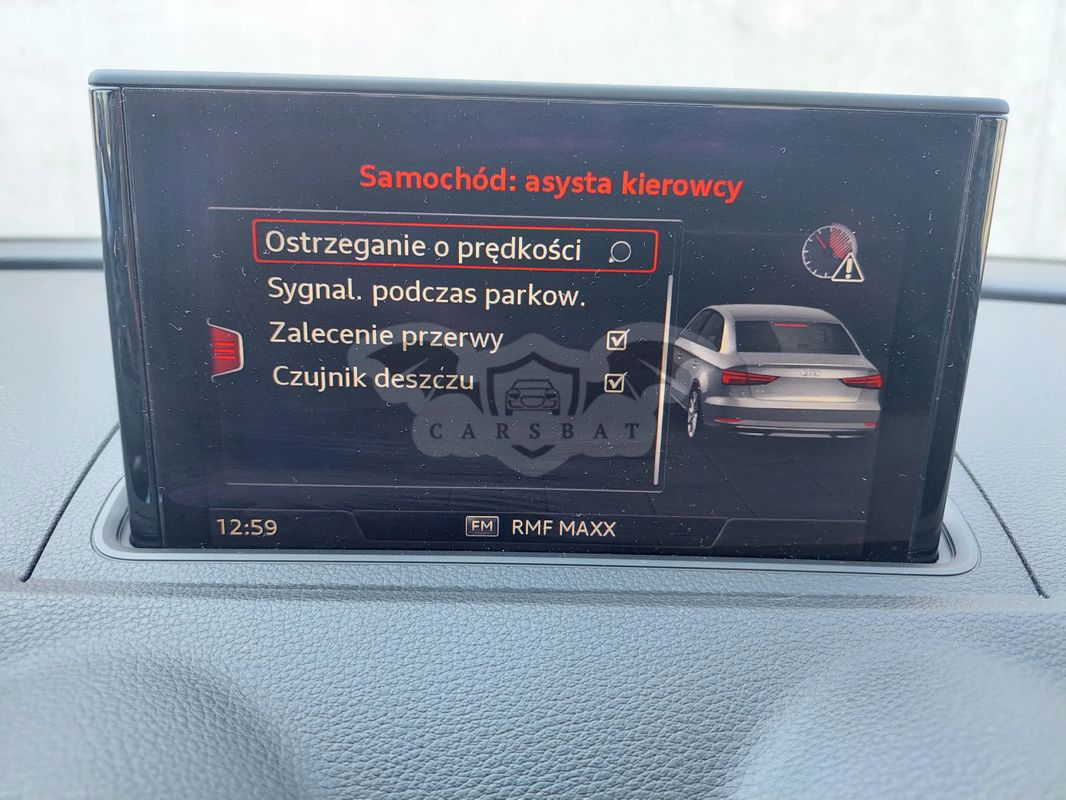 Samochód: asysta kierowcy
Ostrzeganie o prędkości
Sygnal. podczas parkow.
Zalecenie przerwy
Czujnik deszczu
CARSBAT
12:59
FM RMF MAXX